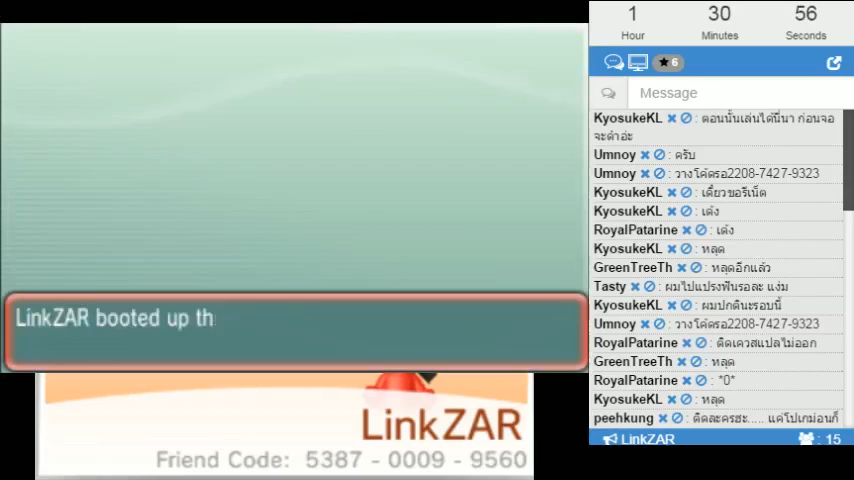 1
30
56
Hour
Minutes
Seconds
6
Message
KyosukeKL : ตอนนั้นเล่นได้นี่นา ก่อนจอ
จะดำอ่ะ
Umnoy : ครับ
Umnoy : วางโค้ดรอ2208-7427-9323
KyosukeKL : เดี๋ยวขอรีเน็ต
KyosukeKL : เด้ง
RoyalPatarine : เด้ง
KyosukeKL : หลุด
GreenTreeTh : หลุดอีกแล้ว
Tasty : ผมไปแปรงฟันรอละ แง่ม
KyosukeKL : ผมปกตินะรอบนี้
Umnoy : วางโค้ดรอ2208-7427-9323
RoyalPatarine : ติดเควสแปลไม่ออก
GreenTreeTh : หลุด
RoyalPatarine : *0*
KyosukeKL : หลุด
peehkung : ติดละครฮะ..... แค่โปเกม่อนก็
LinkZAR
: 15
LinkZAR booted up th
LinkZAR
Friend Code: 5387 - 0009 - 9560